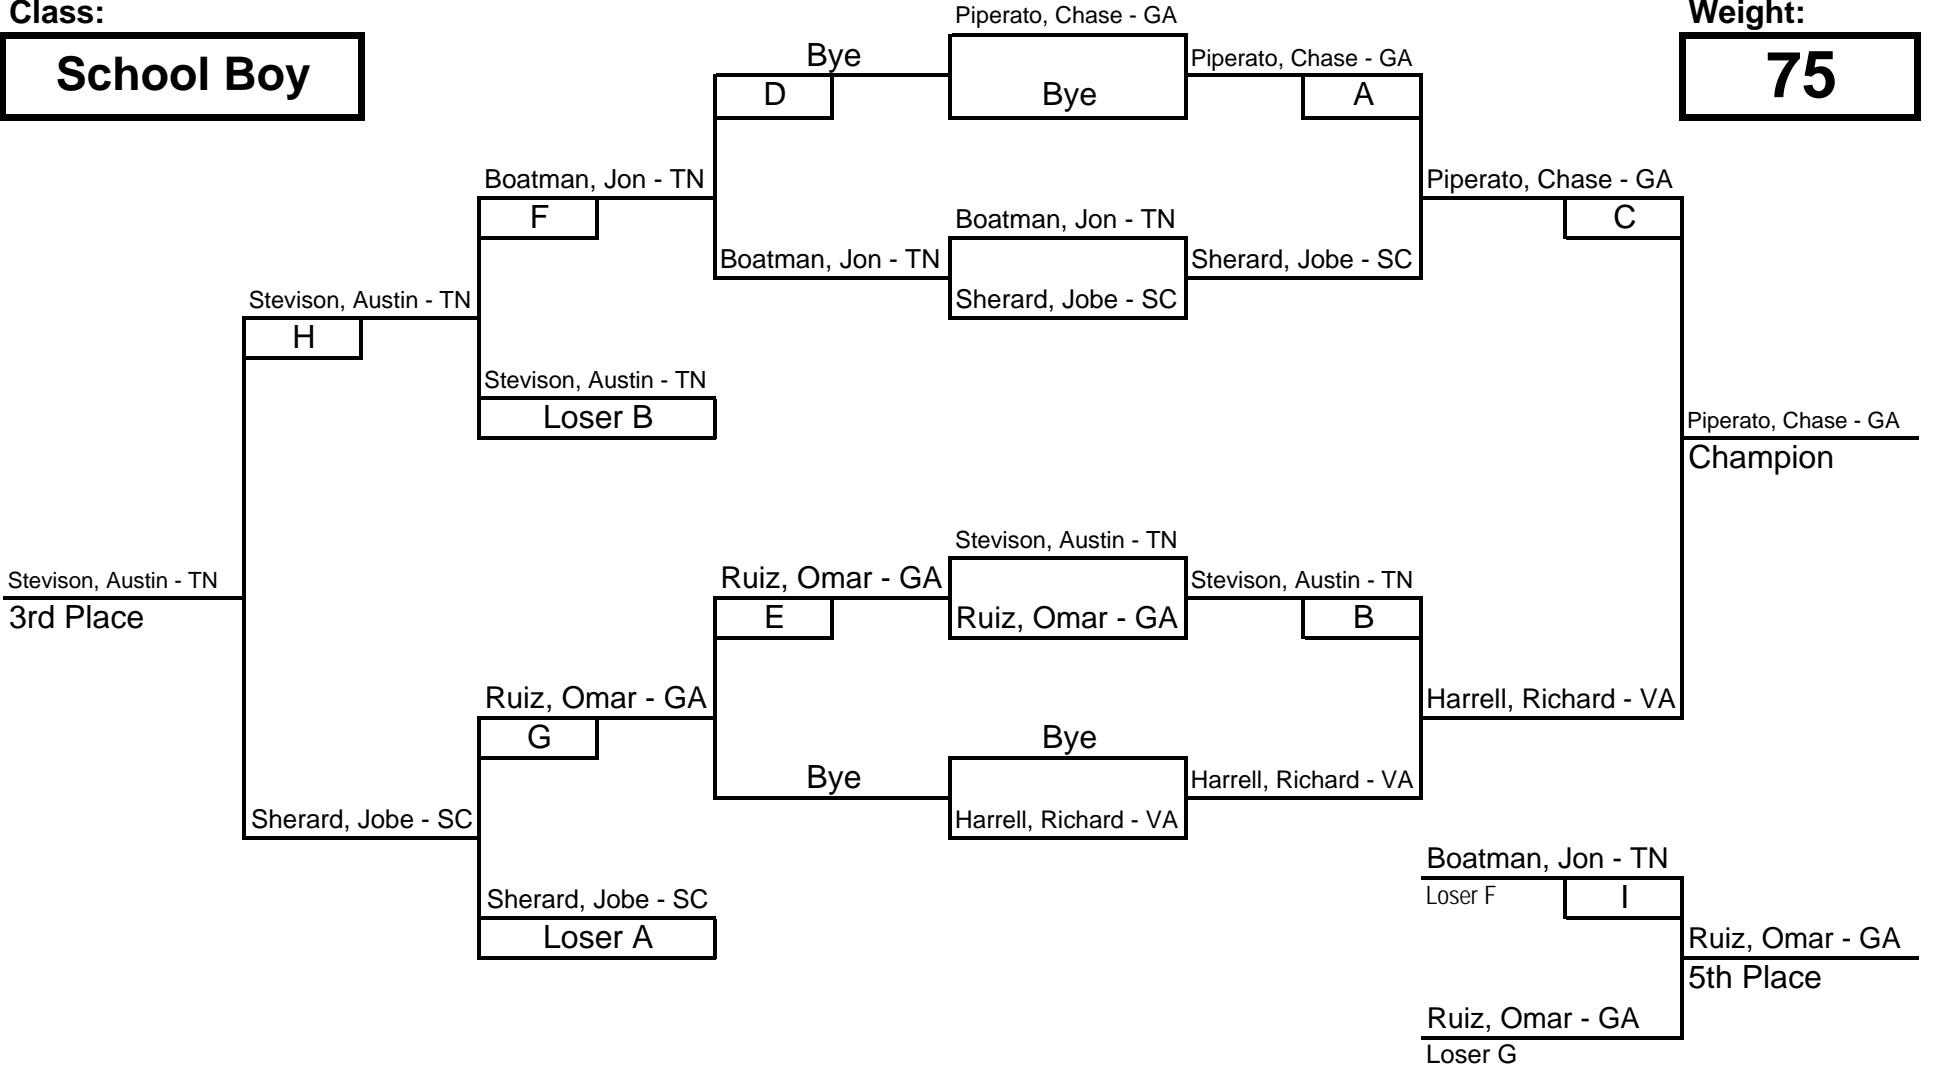 Class:
Piperato, Chase - GA
Weight:
School Boy
Bye
Piperato, Chase - GA
75
D
Bye
A
Boatman, Jon - TN
Piperato, Chase - GA
F
Boatman, Jon - TN
C
Boatman, Jon - TN
Sherard, Jobe - SC
Stevison, Austin - TN
Sherard, Jobe - SC
H
Stevison, Austin - TN
Loser B
Piperato, Chase - GA
Champion
Stevison, Austin - TN
Stevison, Austin - TN
Ruiz, Omar - GA
Stevison, Austin - TN
3rd Place
E
Ruiz, Omar - GA
B
Ruiz, Omar - GA
Harrell, Richard - VA
G
Bye
Bye
Harrell, Richard - VA
Sherard, Jobe - SC
Harrell, Richard - VA
Boatman, Jon - TN
Sherard, Jobe - SC
Loser F
I
Loser A
Ruiz, Omar - GA
5th Place
Ruiz, Omar - GA
Loser G